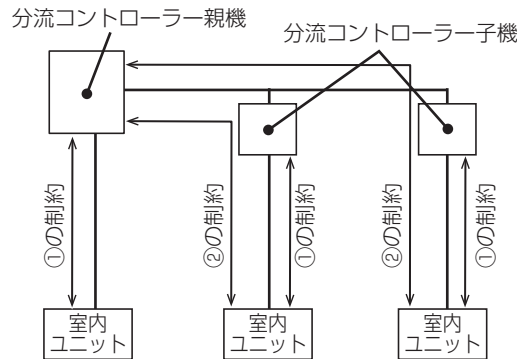 分流コントローラー親機
分流コントローラー子機
①の制約
②の制約
①の制約
②の制約
①の制約
室内
ユニット
室内
ユニット
室内
ユニット